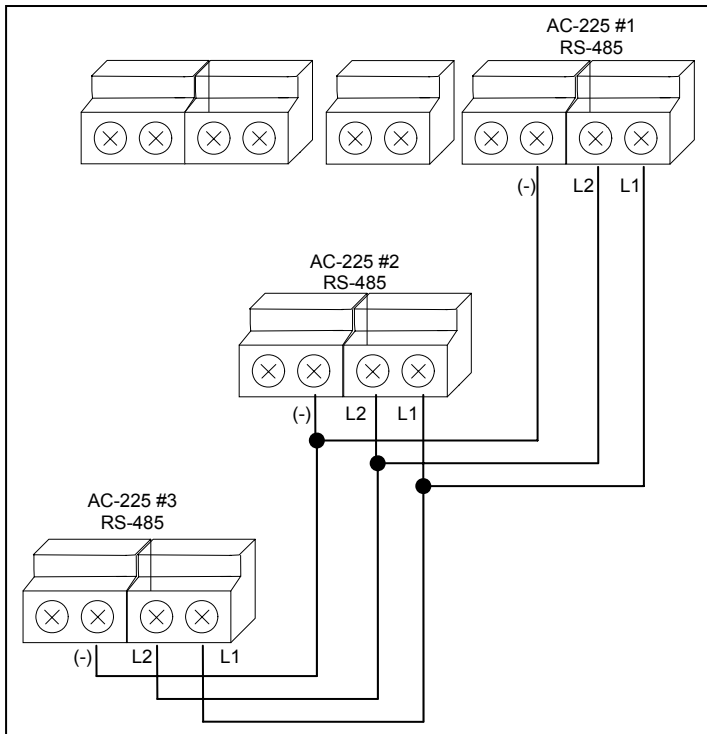 AC-225 #1
RS-485
(-) L2 L1
AC-225 #2
RS-485
(-) L2 L1
AC-225 #3
RS-485
(-) L2 L1